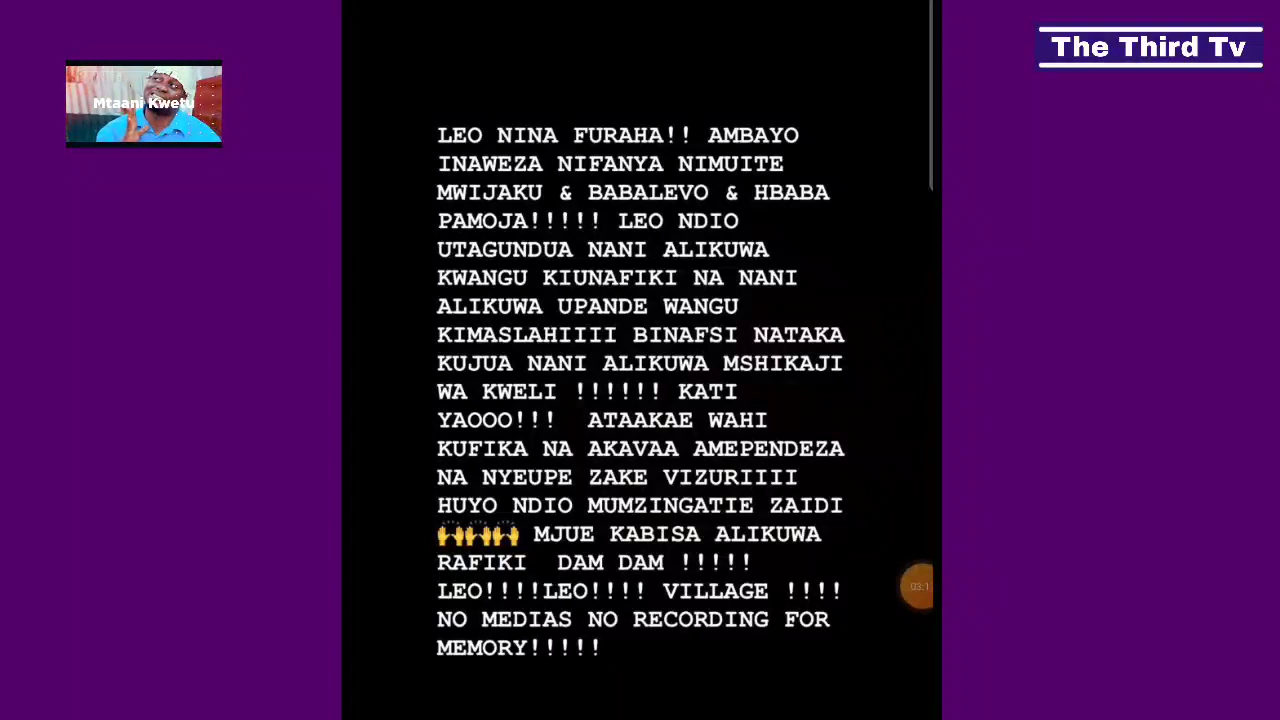 The Third Tv
Mtaani Kwetu
LEO NINA FURAHA!! AMBAYO
INAWEZA NIFANYA NIMUITE
MWIJAKU & BABALEVO & HBABA
PAMOJA!!!!! LEO NDIO
UTAGUNDUA NANI ALIKUWA
KWANGU KIUNAFIKI NA NANI
ALIKUWA UPANDE WANGU
KIMASLAHIIII BINAFSI NATAKA
KUJUA NANI ALIKUWA MSHIKAJI
WA KWELI !!!!!! KATI
YAOOO!!! ATAAKAE WAHI
KUFIKA NA AKAVAA AMEPENDEZA
NA NYEUPE ZAKE VIZURIIII
HUYO NDIO MUMZINGATIE ZAIDI
🙌🙌🙌 MJUE KABISA ALIKUWA
RAFIKI DAM DAM !!!!!
LEO!!!!LEO!!!! VILLAGE !!!!
NO MEDIAS NO RECORDING FOR
MEMORY!!!!!